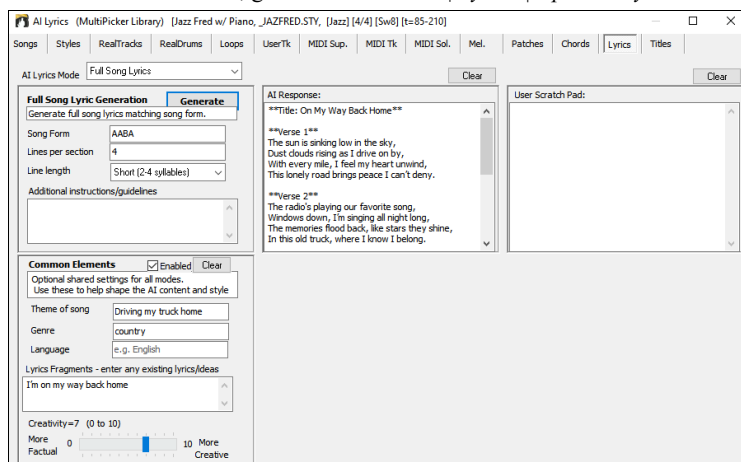 AI Lyrics (MultiPicker Library) [Jazz Fred w/ Piano, _JAZFRED.STY, [Jazz] [4/4] [Sw8] [t=85-210]
Songs Styles RealTracks RealDrums Loops UserTk MIDI Sup. MIDI Tk MIDI Sol. Mel. Patches Chords Lyrics Titles
AI Lyrics Mode Full Song Lyrics
Clear
Clear
Full Song Lyric Generation Generate
Generate full song lyrics matching song form.
Song Form AABA
Lines per section 4
Line length Short (2-4 syllables)
Additional instructions/guidelines
Common Elements Enabled Clear
Optional shared settings for all modes.
Use these to help shape the AI content and style
Theme of song Driving my truck home
Genre country
Language e.g. English
Lyrics Fragments - enter any existing lyrics/ideas
I'm on my way back home
Creativity=7 (0 to 10)
More Factual 0 10 More Creative
AI Response:
**Title: On My Way Back Home**
**Verse 1**
The sun is sinking low in the sky,
Dust clouds rising as I drive on by,
With every mile, I feel my heart unwind,
This lonely road brings peace I can't deny.
**Verse 2**
The radio's playing our favorite song,
Windows down, I'm singing all night long,
The memories flood back, like stars they shine,
In this old truck, where I know I belong.
User Scratch Pad: